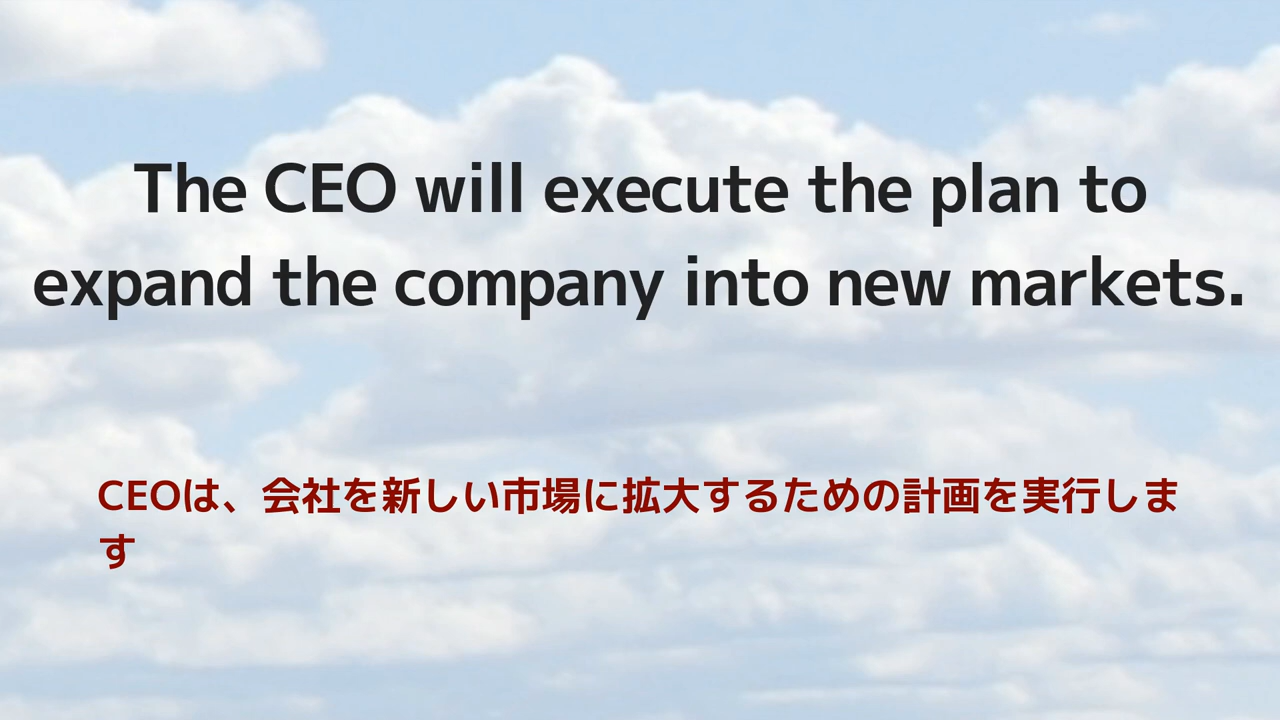 The CEO will execute the plan to
expand the company into new markets.
CEOは、会社を新しい市場に拡大するための計画を実行しま
す